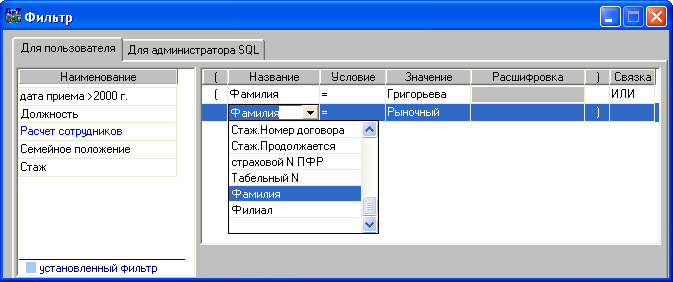 Фильтр
Для пользователя
Для администратора SQL
Наименование
дата приема >2000 г.
Должность
Расчет сотрудников
Семейное положение
Стаж
установленный фильтр
( Название Условие Значение Расшифровка ) Связка
( Фамилия = Григорьева ИЛИ
Фамилия = Рыночный )
Стаж.Номер договора
Стаж.Продолжается
страховой N ПФР
Табельный N
Фамилия
Филиал